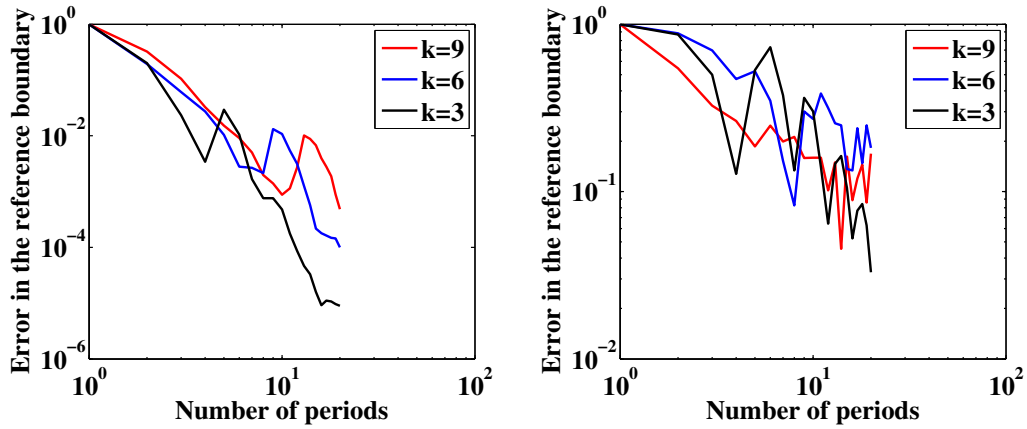 Error in the reference boundary
10^0
10^-2
10^-4
10^-6
10^0
10^1
10^2
Number of periods
k=9
k=6
k=3
Error in the reference boundary
10^0
10^-1
10^-2
10^0
10^1
10^2
Number of periods
k=9
k=6
k=3